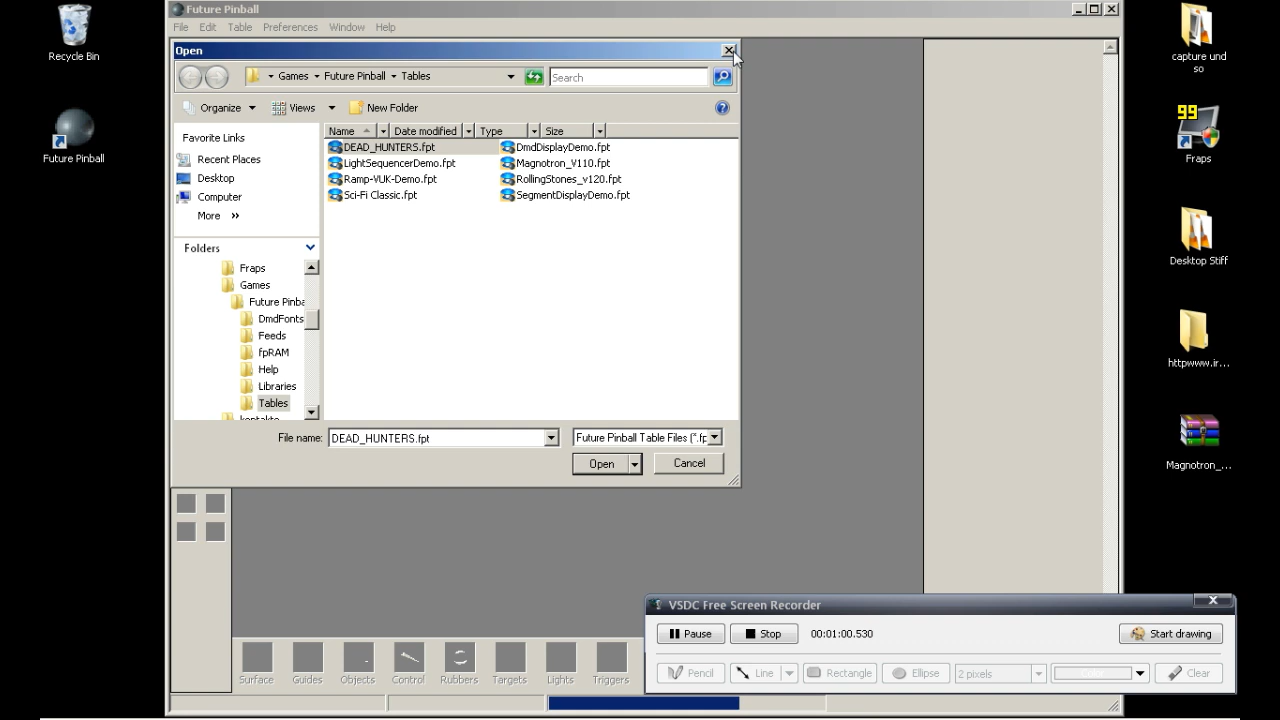 Future Pinball
File Edit Table Preferences Window Help
Open
Games Future Pinball Tables
Search
Organize Views New Folder
Favorite Links
Recent Places
Desktop
Computer
More »
Folders
Fraps
Games
Future Pinba
DmdFonts
Feeds
fpRAM
Help
Libraries
Tables
kontakte
Name Date modified Type Size
DEAD_HUNTERS.fpt DmdDisplayDemo.fpt
LightSequencerDemo.fpt Magnotron_V110.fpt
Ramp-VUK-Demo.fpt RollingStones_v120.fpt
Sci-Fi Classic.fpt SegmentDisplayDemo.fpt
File name: DEAD_HUNTERS.fpt Future Pinball Table Files (*.fp
Open Cancel
Surface Guides Objects Control Rubbers Targets Lights Triggers
VSDC Free Screen Recorder
Pause Stop 00:01:00.530 Start drawing
Pencil Line Rectangle Ellipse 2 pixels Color Clear
Recycle Bin
Future Pinball
capture und
so
99
Fraps
Desktop Stiff
httpwww.ir...
Magnotron_...